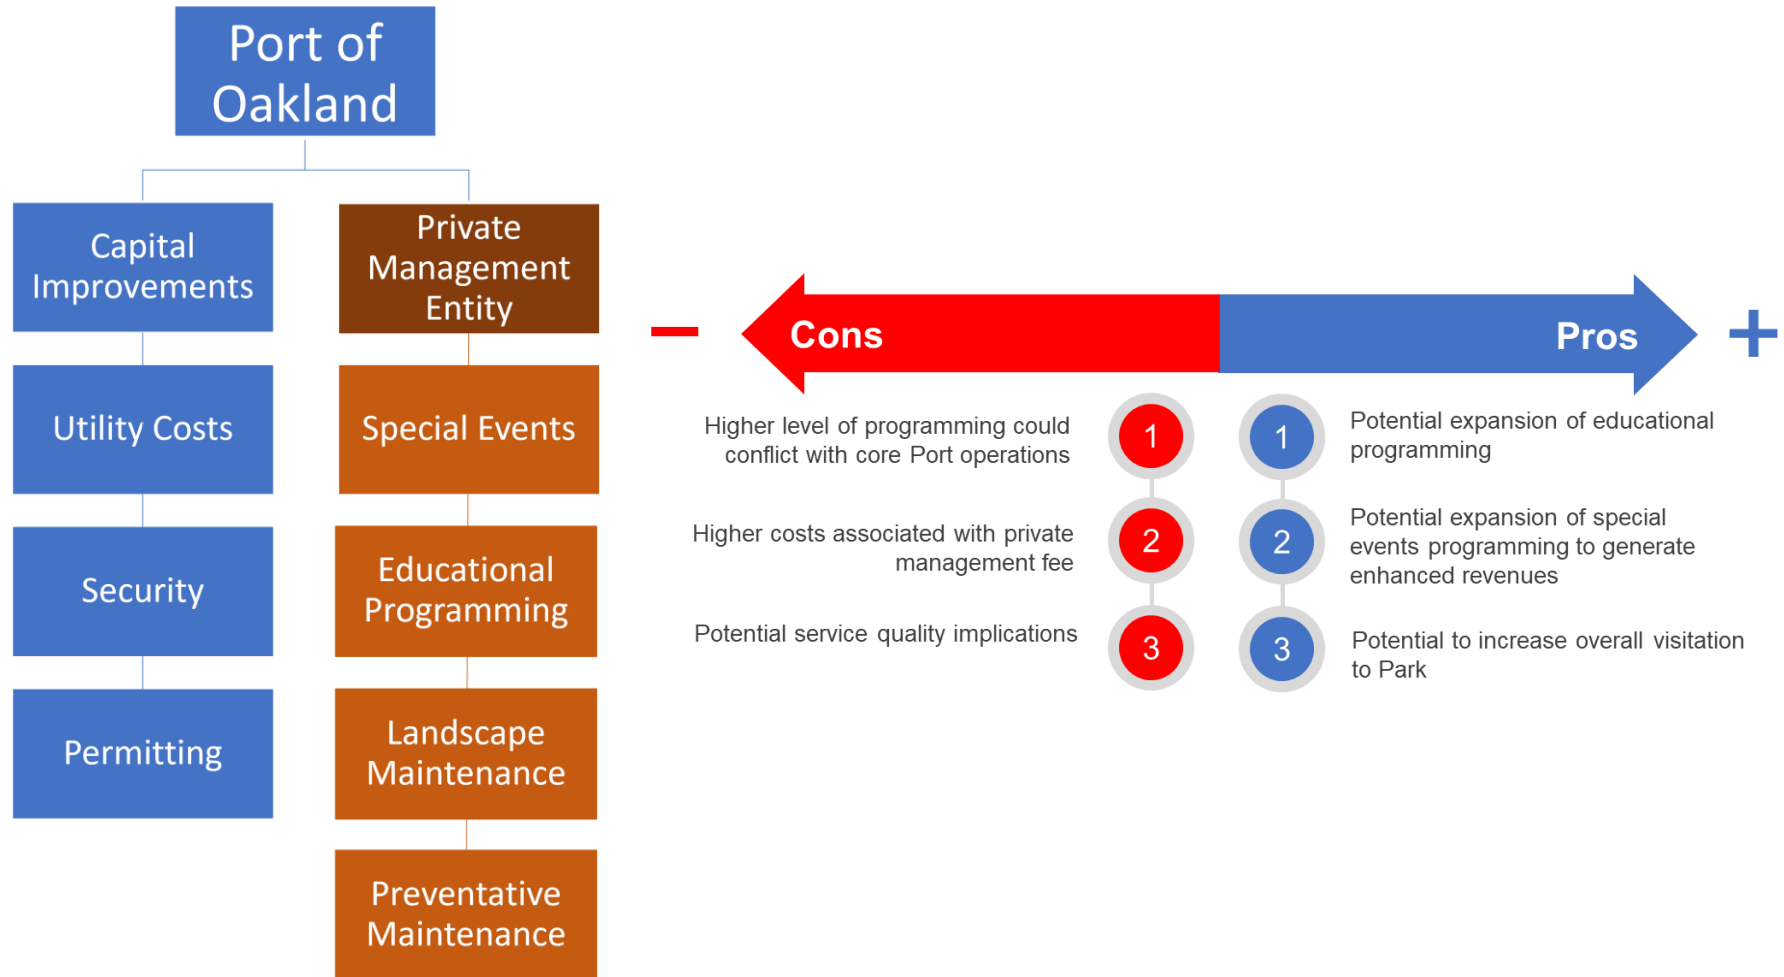 Port of
Oakland
Capital
Improvements
Utility Costs
Security
Permitting
Private
Management
Entity
Special Events
Educational
Programming
Landscape
Maintenance
Preventative
Maintenance
Cons
Pros
Higher level of programming could
conflict with core Port operations
1
Higher costs associated with private
management fee
2
Potential service quality implications
3
1
Potential expansion of educational
programming
2
Potential expansion of special
events programming to generate
enhanced revenues
3
Potential to increase overall visitation
to Park